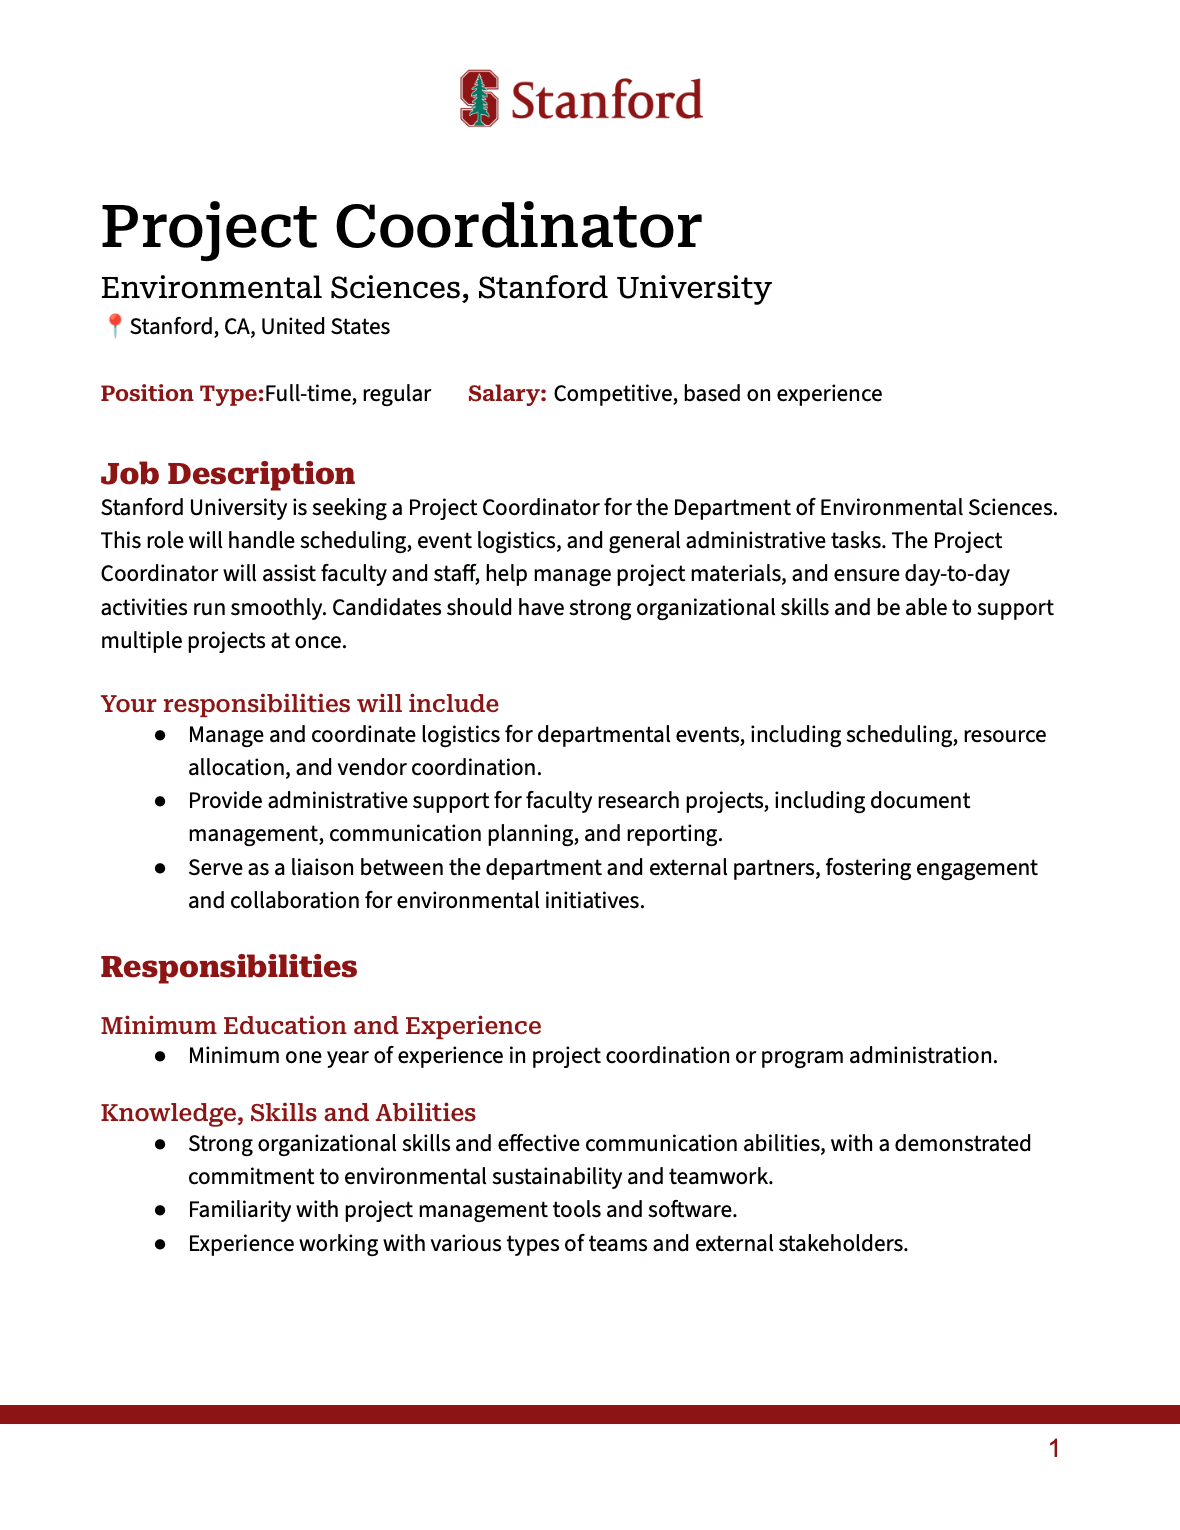 Stanford
Project Coordinator
Environmental Sciences, Stanford University
📍Stanford, CA, United States
Position Type:Full-time, regular Salary: Competitive, based on experience
Job Description
Stanford University is seeking a Project Coordinator for the Department of Environmental Sciences.
This role will handle scheduling, event logistics, and general administrative tasks. The Project
Coordinator will assist faculty and staff, help manage project materials, and ensure day-to-day
activities run smoothly. Candidates should have strong organizational skills and be able to support
multiple projects at once.
Your responsibilities will include
● Manage and coordinate logistics for departmental events, including scheduling, resource
allocation, and vendor coordination.
● Provide administrative support for faculty research projects, including document
management, communication planning, and reporting.
● Serve as a liaison between the department and external partners, fostering engagement
and collaboration for environmental initiatives.
Responsibilities
Minimum Education and Experience
● Minimum one year of experience in project coordination or program administration.
Knowledge, Skills and Abilities
● Strong organizational skills and effective communication abilities, with a demonstrated
commitment to environmental sustainability and teamwork.
● Familiarity with project management tools and software.
● Experience working with various types of teams and external stakeholders.
1